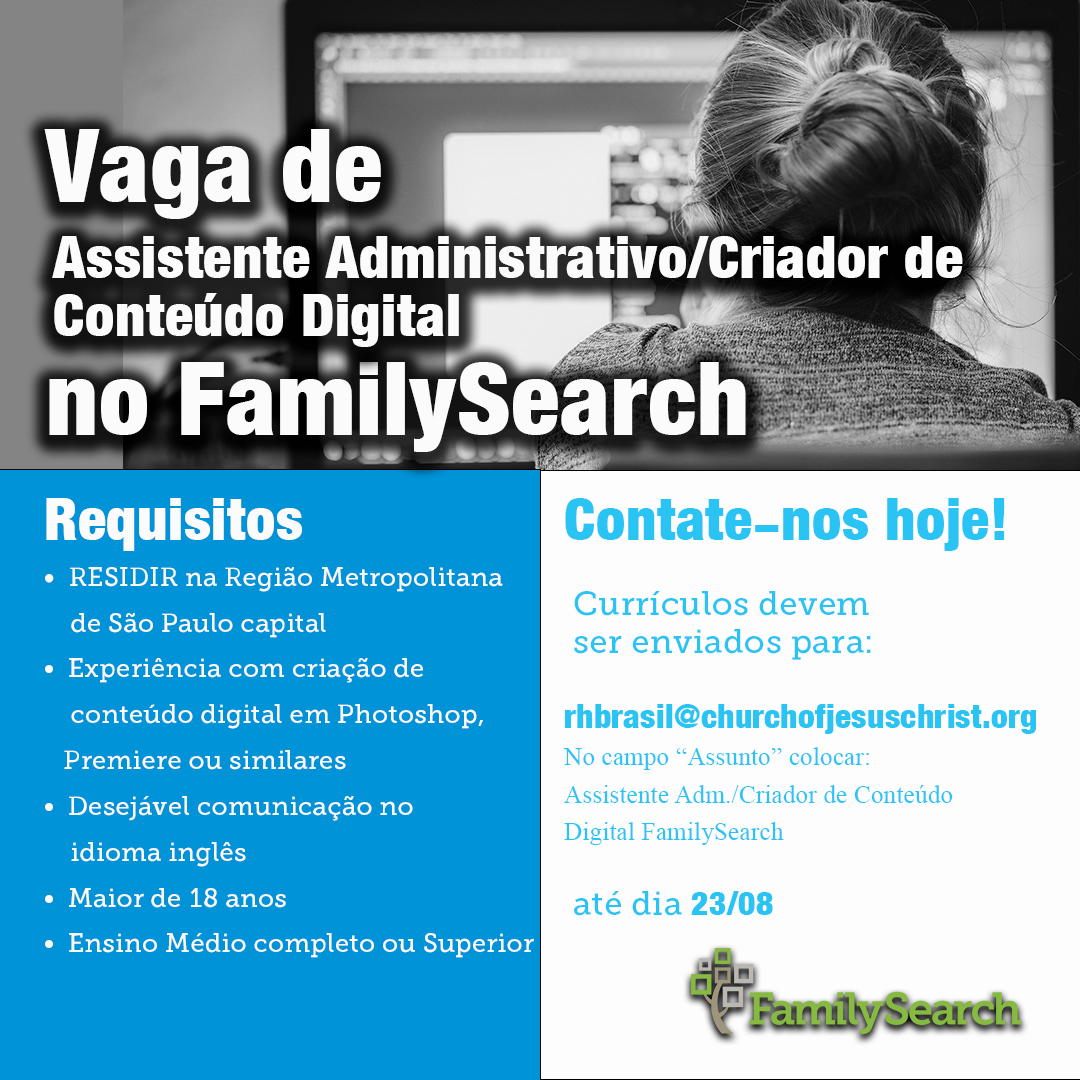 Vaga de
Assistente Administrativo/Criador de
Conteúdo Digital
no FamilySearch
Requisitos
• RESIDIR na Região Metropolitana
de São Paulo capital
• Experiência com criação de
conteúdo digital em Photoshop,
Premiere ou similares
• Desejável comunicação no
idioma inglês
• Maior de 18 anos
• Ensino Médio completo ou Superior
Contate-nos hoje!
Currículos devem
ser enviados para:
rhbrasil@churchofjesuschrist.org
No campo “Assunto” colocar:
Assistente Adm./Criador de Conteúdo
Digital FamilySearch
até dia 23/08
FamilySearch